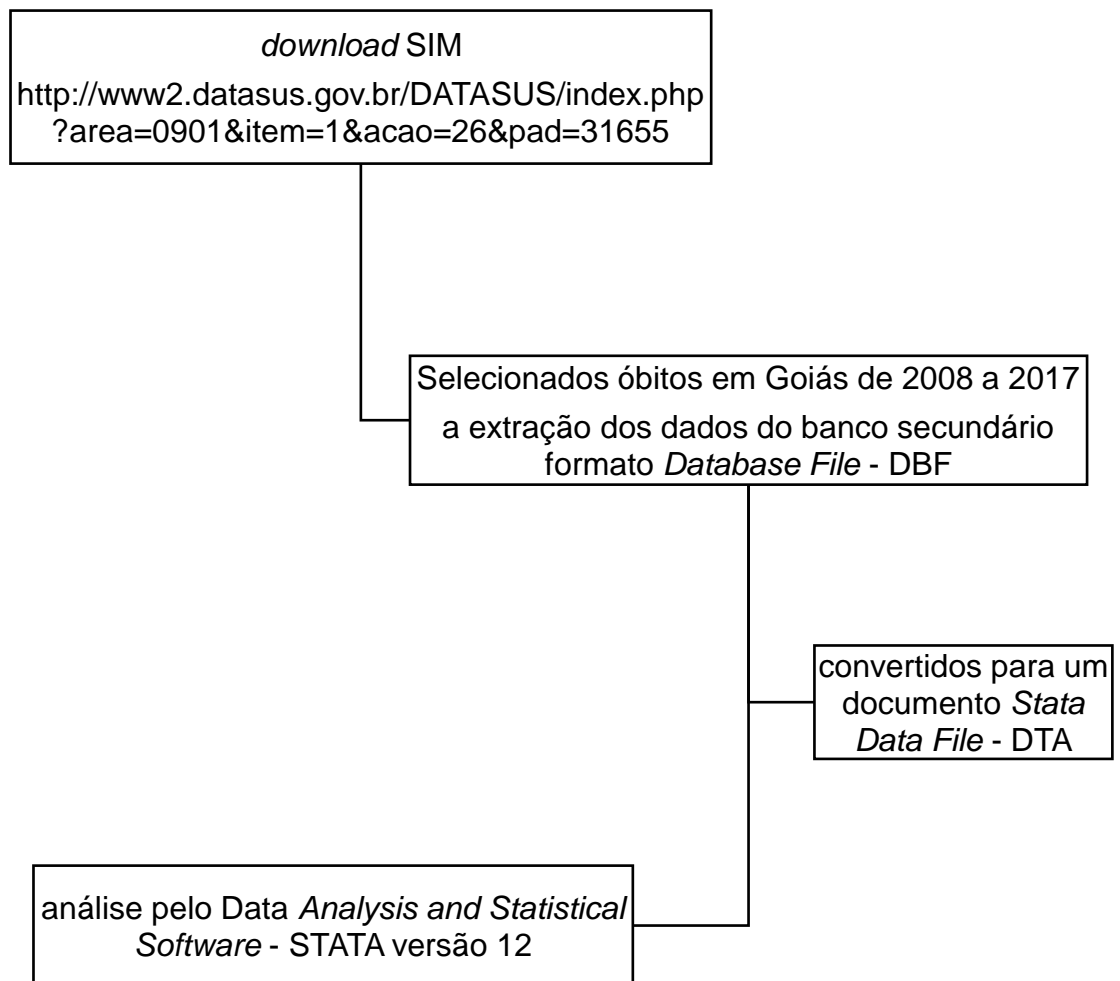 download SIM
http://www2.datasus.gov.br/DATASUS/index.php
?area=0901&item=1&acao=26&pad=31655
Selecionados óbitos em Goiás de 2008 a 2017
a extração dos dados do banco secundário
formato Database File - DBF
convertidos para um
documento Stata
Data File - DTA
análise pelo Data Analysis and Statistical
Software - STATA versão 12